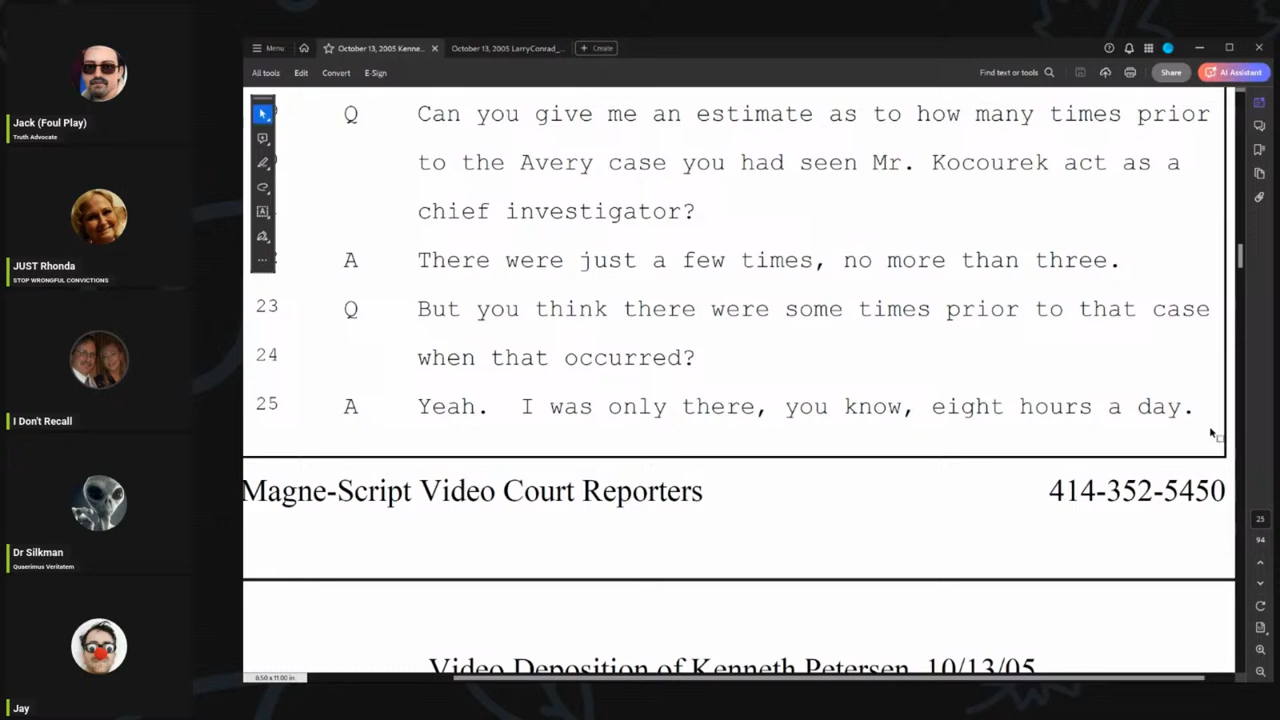 Jack (Foul Play)
Truth Advocate
JUST Rhonda
STOP WRONGFUL CONVICTIONS
I Don't Recall
Dr Silkman
Quaerimus Veritatem
Jay
Menu
October 13, 2005 Kenne...
October 13, 2005 LarryConrad_...
+ Create
All tools
Edit
Convert
E-Sign
Find text or tools
Share
AI Assistant
Q Can you give me an estimate as to how many times prior
to the Avery case you had seen Mr. Kocourek act as a
chief investigator?
A There were just a few times, no more than three.
23 Q But you think there were some times prior to that case
24 when that occurred?
25 A Yeah. I was only there, you know, eight hours a day.
Magne-Script Video Court Reporters 414-352-5450
Video Deposition of Kenneth Petersen 10/13/05
8.50 x 11.00 in
25
94